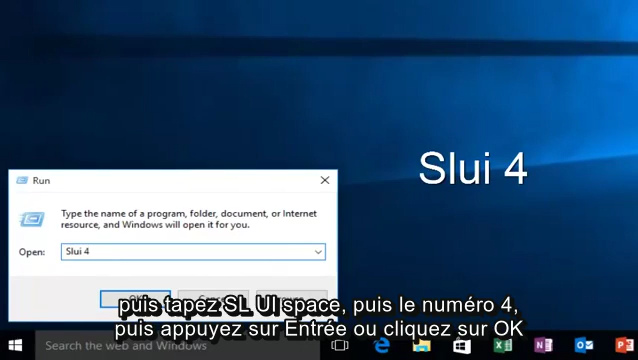 Slui 4
Run
Type the name of a program, folder, document, or Internet
resource, and Windows will open it for you.
Open:
Slui 4
puis tapez SL UI space, puis le numéro 4,
puis appuyez sur Entrée ou cliquez sur OK
Search the web and Windows